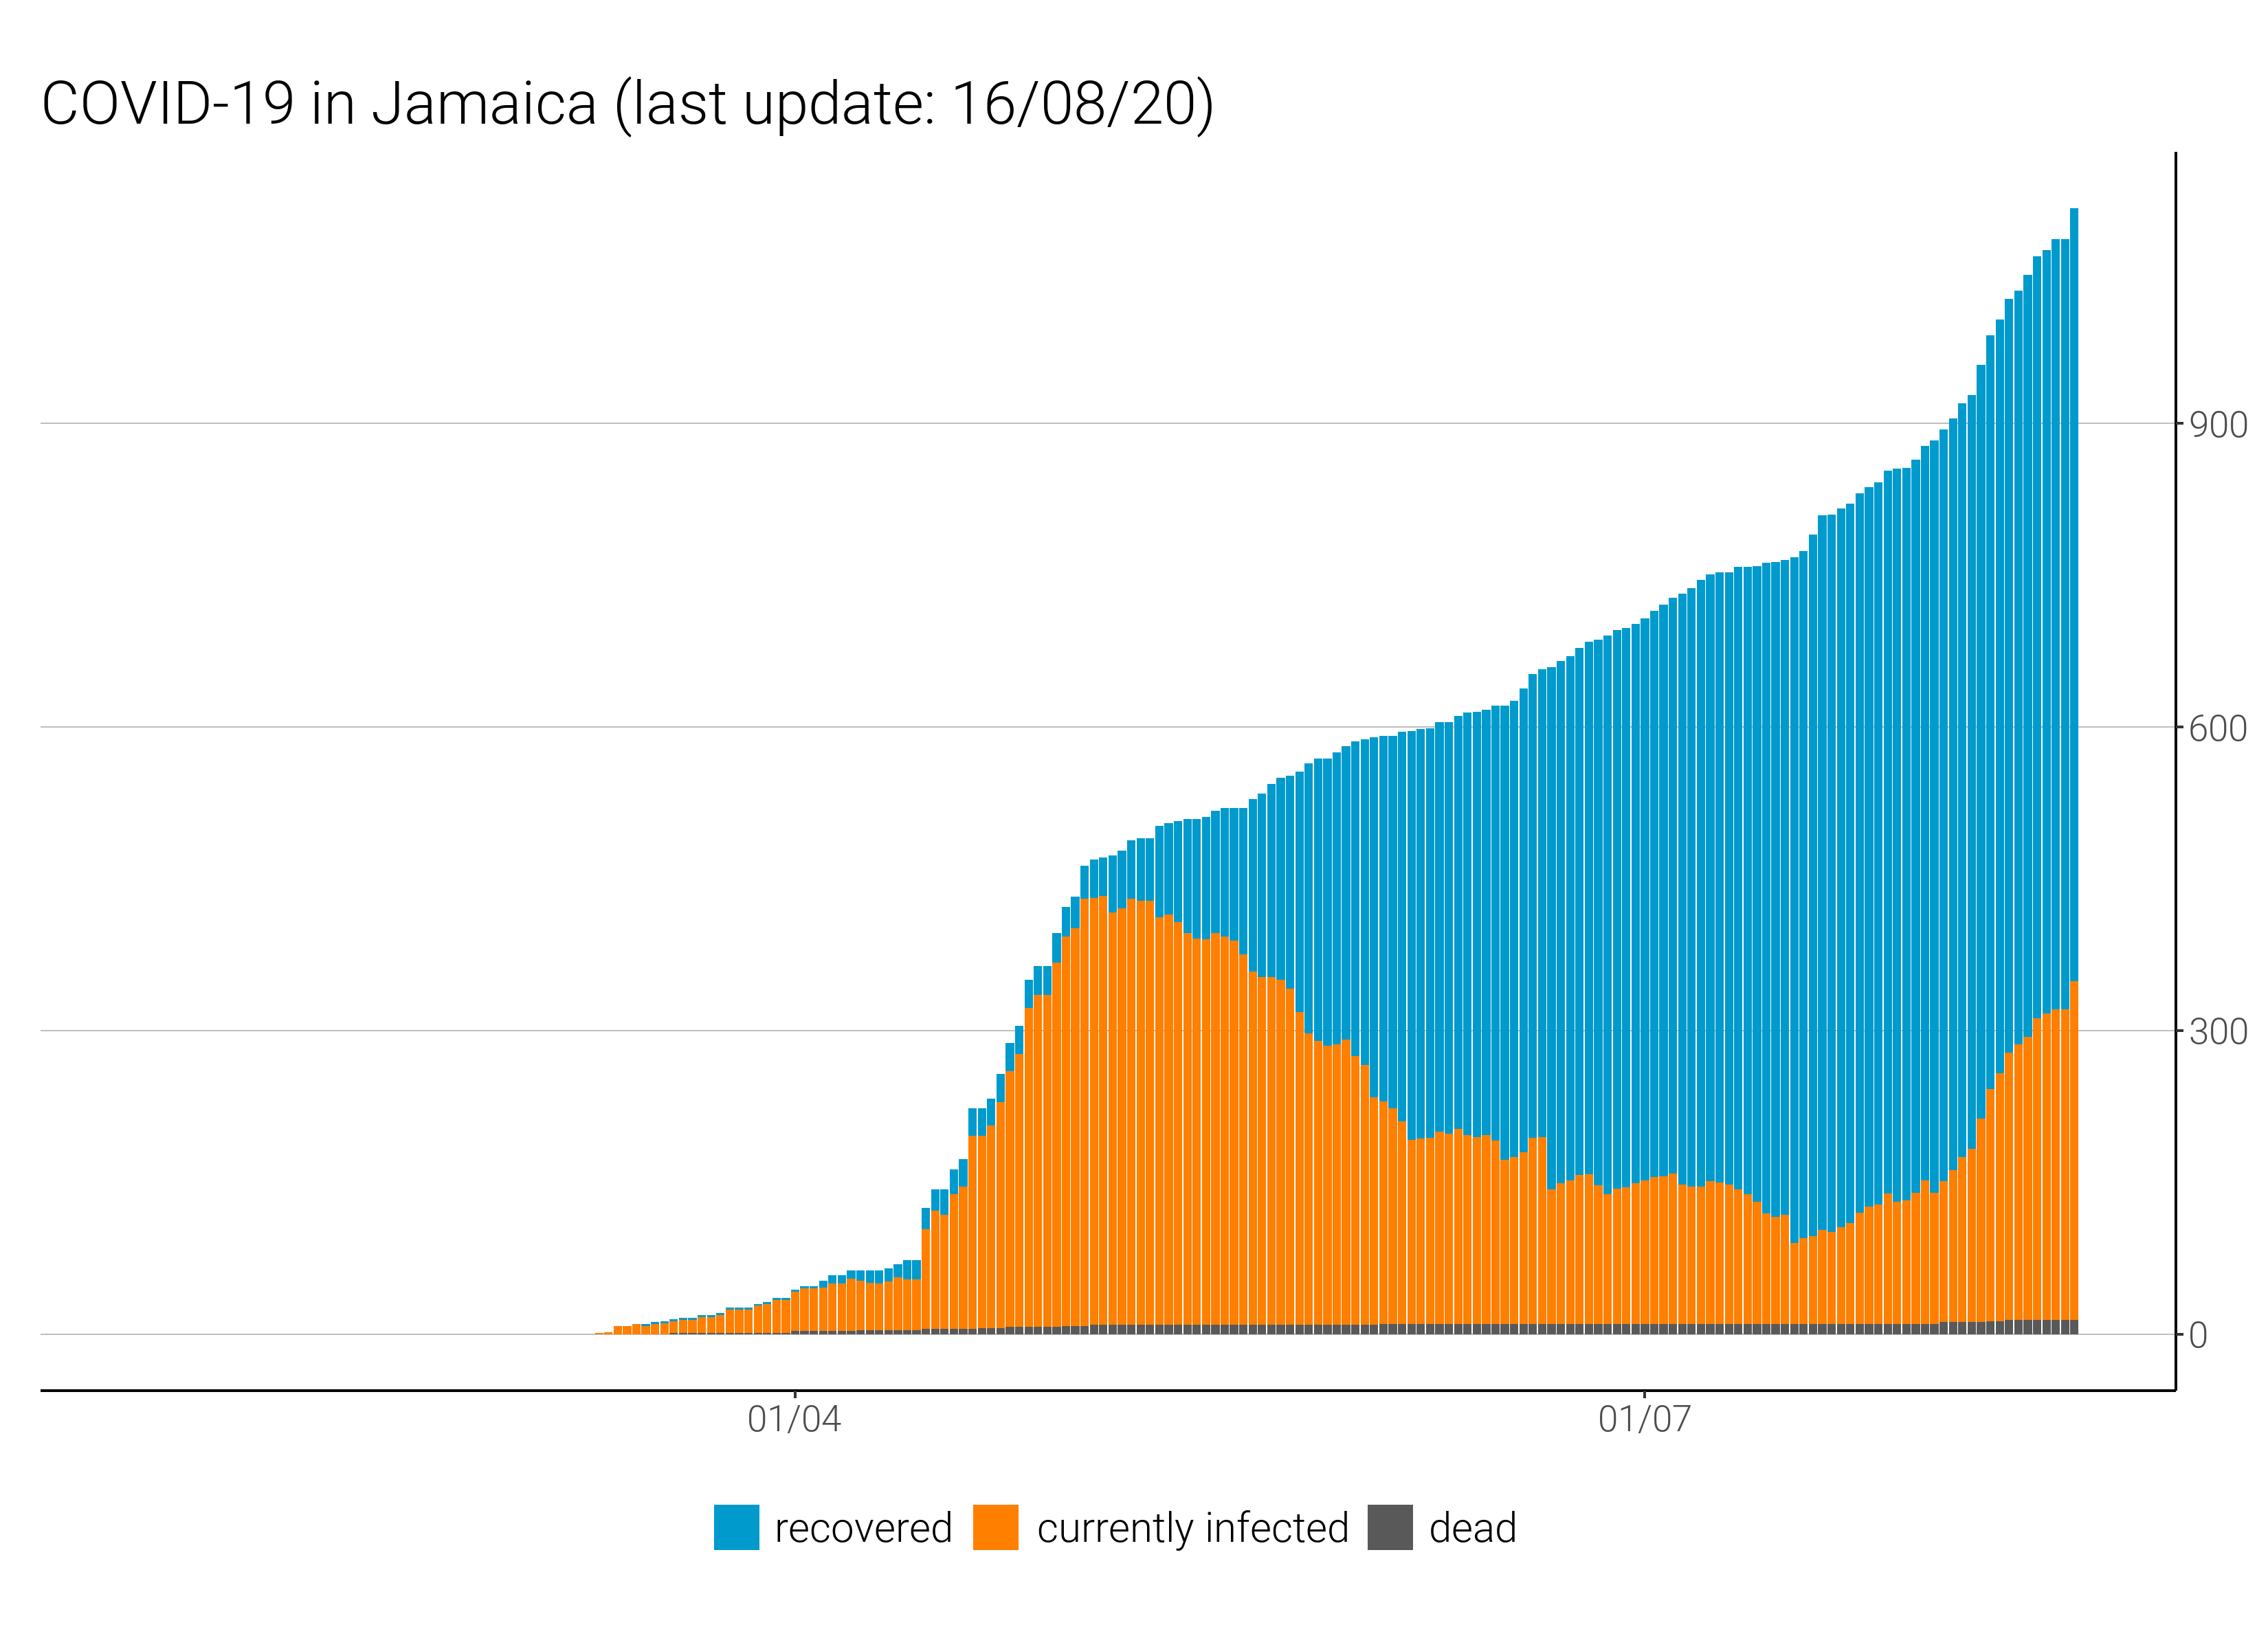 COVID-19 in Jamaica (last update: 16/08/20)
900
600
300
0
01/04 01/07
recovered currently infected dead